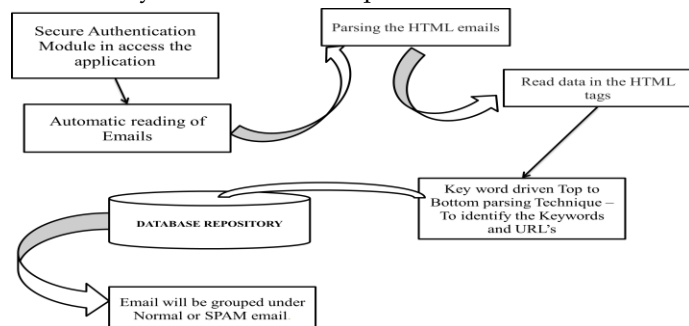 Secure Authentication
Module in access the
application
Automatic reading of
Emails
Parsing the HTML emails
Read data in the HTML
tags
Key word driven Top to
Bottom parsing Technique –
To identify the Keywords
and URL's
DATABASE REPOSITORY
Email will be grouped under
Normal or SPAM email.